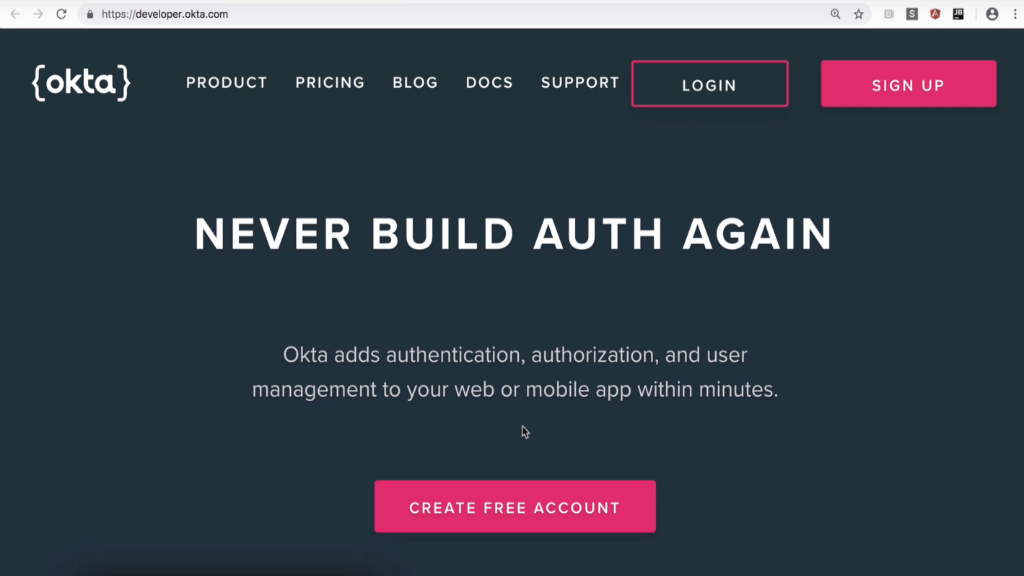 https://developer.okta.com
S
A
JB
{okta}
PRODUCT PRICING BLOG DOCS SUPPORT LOGIN SIGN UP
NEVER BUILD AUTH AGAIN
Okta adds authentication, authorization, and user
management to your web or mobile app within minutes.
CREATE FREE ACCOUNT